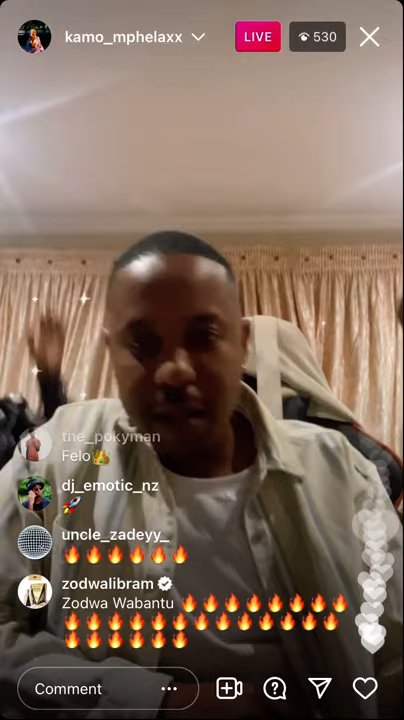 kamo_mphelaxx
LIVE
530
the_pokyman
Felo👑
dj_emotic_nz
🚀
uncle_zadeyy_
🔥🔥🔥🔥🔥🔥
zodwalibram
Zodwa Wabantu 🔥🔥🔥🔥🔥🔥🔥🔥
🔥🔥🔥🔥🔥🔥🔥🔥🔥🔥🔥🔥🔥
🔥🔥🔥🔥🔥🔥
Comment